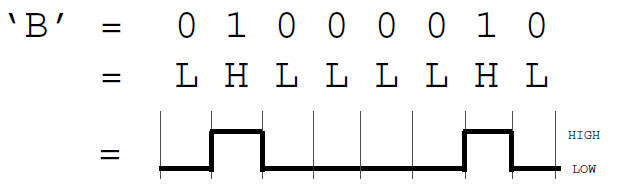 ‘B’ = 0 1 0 0 0 0 1 0
= L H L L L L H L
=
HIGH
LOW